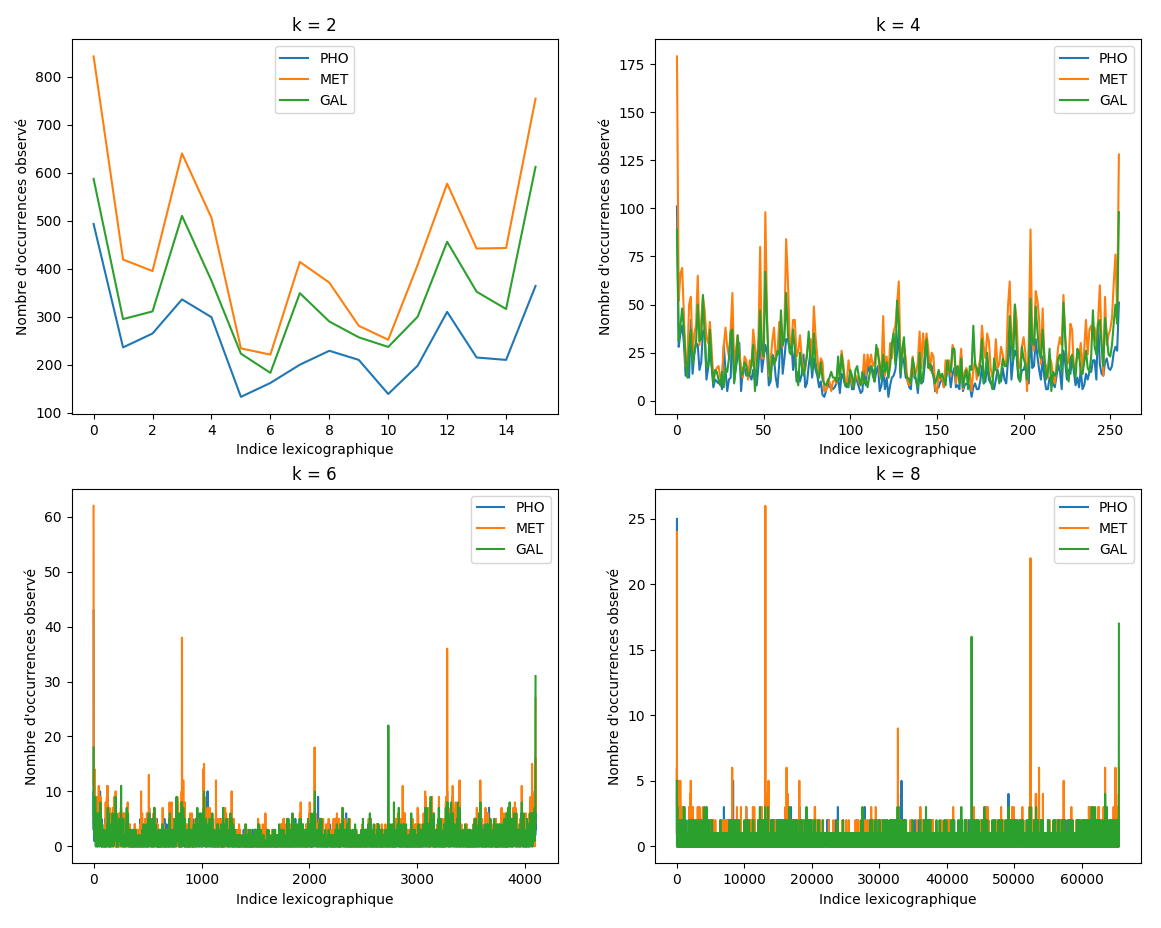 k = 2
PHO
MET
GAL
Nombre d'occurrences observé
800
700
600
500
400
300
200
100
0 2 4 6 8 10 12 14
Indice lexicographique
k = 4
PHO
MET
GAL
Nombre d'occurrences observé
175
150
125
100
75
50
25
0
0 50 100 150 200 250
Indice lexicographique
k = 6
PHO
MET
GAL
Nombre d'occurrences observé
60
50
40
30
20
10
0
0 1000 2000 3000 4000
Indice lexicographique
k = 8
PHO
MET
GAL
Nombre d'occurrences observé
25
20
15
10
5
0
0 10000 20000 30000 40000 50000 60000
Indice lexicographique